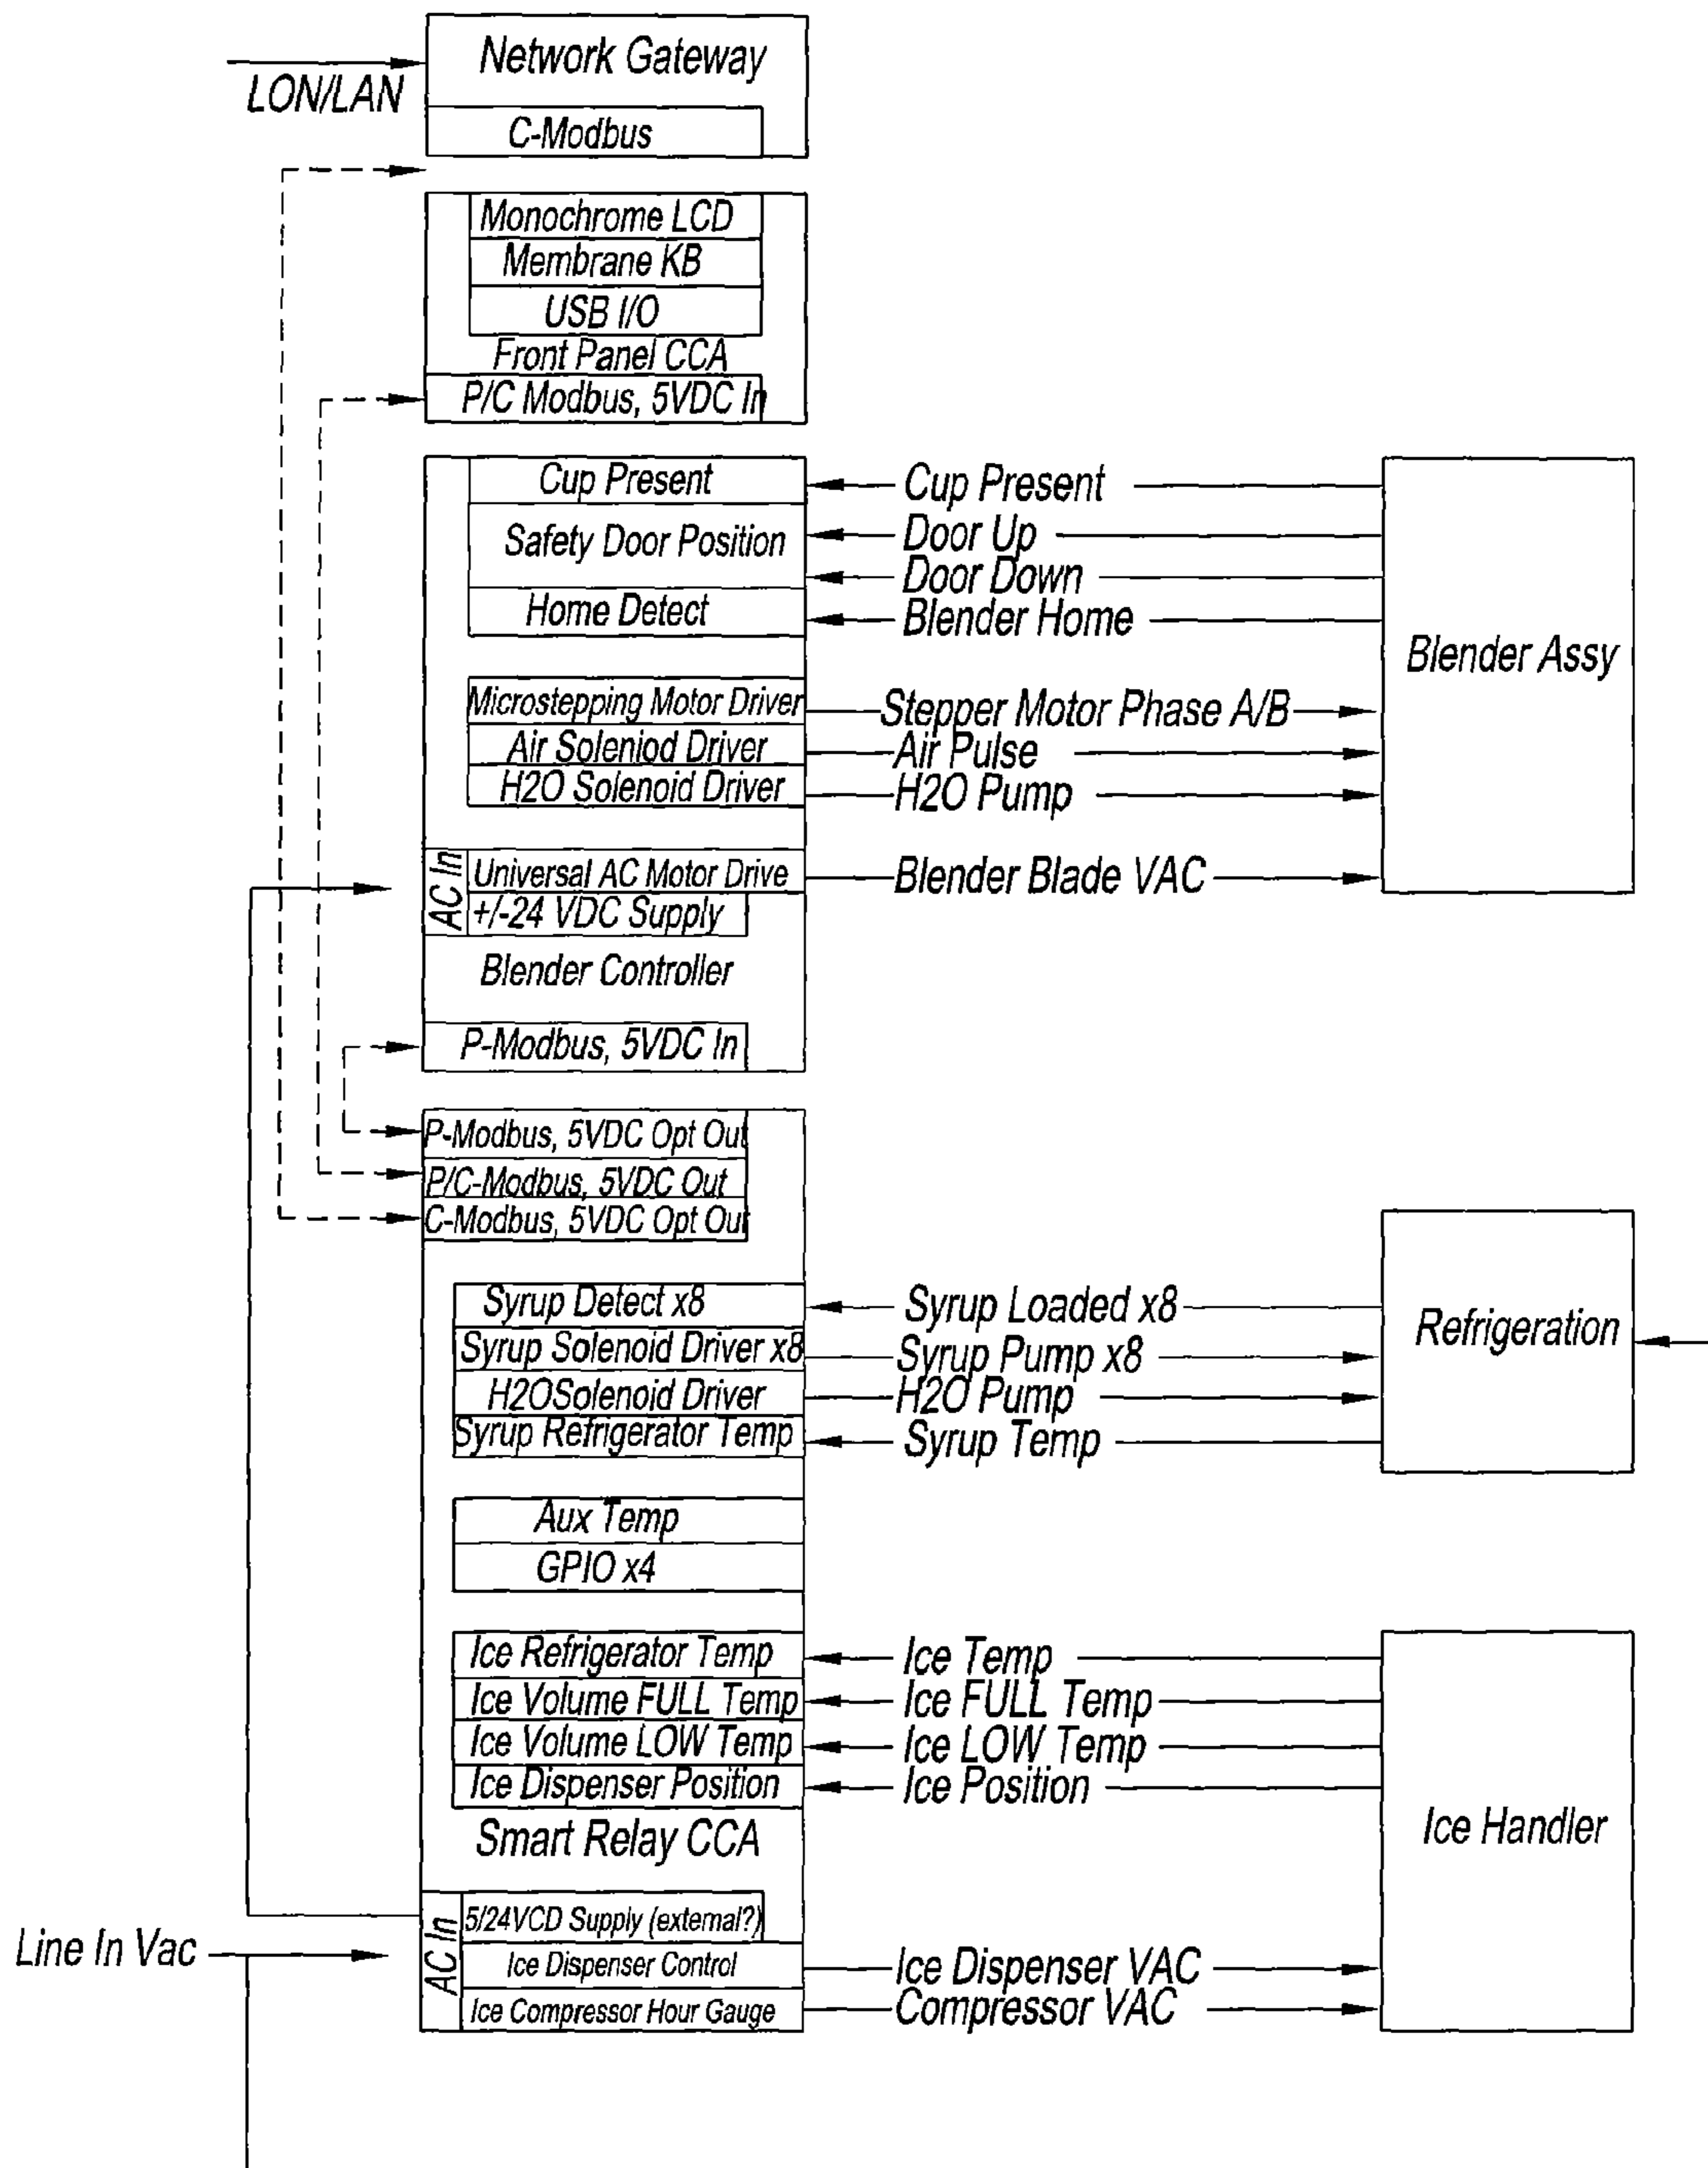 Network Gateway
LON/LAN
C-Modbus
Monochrome LCD
Membrane KB
USB I/O
Front Panel CCA
P/C Modbus, 5VDC In
Cup Present
Cup Present
Safety Door Position
Door Up
Door Down
Home Detect
Blender Home
Blender Assy
Microstepping Motor Driver
Stepper Motor Phase A/B
Air Soleniod Driver
Air Pulse
H2O Solenoid Driver
H2O Pump
AC In
Universal AC Motor Drive
Blender Blade VAC
+/-24 VDC Supply
Blender Controller
P-Modbus, 5VDC In
P-Modbus, 5VDC Opt Out
P/C-Modbus, 5VDC Out
C-Modbus, 5VDC Opt Out
Syrup Detect x8
Syrup Loaded x8
Syrup Solenoid Driver x8
Syrup Pump x8
H2OSolenoid Driver
H2O Pump
Syrup Refrigerator Temp
Syrup Temp
Refrigeration
Aux Temp
GPIO x4
Ice Refrigerator Temp
Ice Temp
Ice Volume FULL Temp
Ice FULL Temp
Ice Volume LOW Temp
Ice LOW Temp
Ice Dispenser Position
Ice Position
Smart Relay CCA
Ice Handler
Line In Vac
AC In
5/24VCD Supply (external?)
Ice Dispenser Control
Ice Dispenser VAC
Ice Compressor Hour Gauge
Compressor VAC